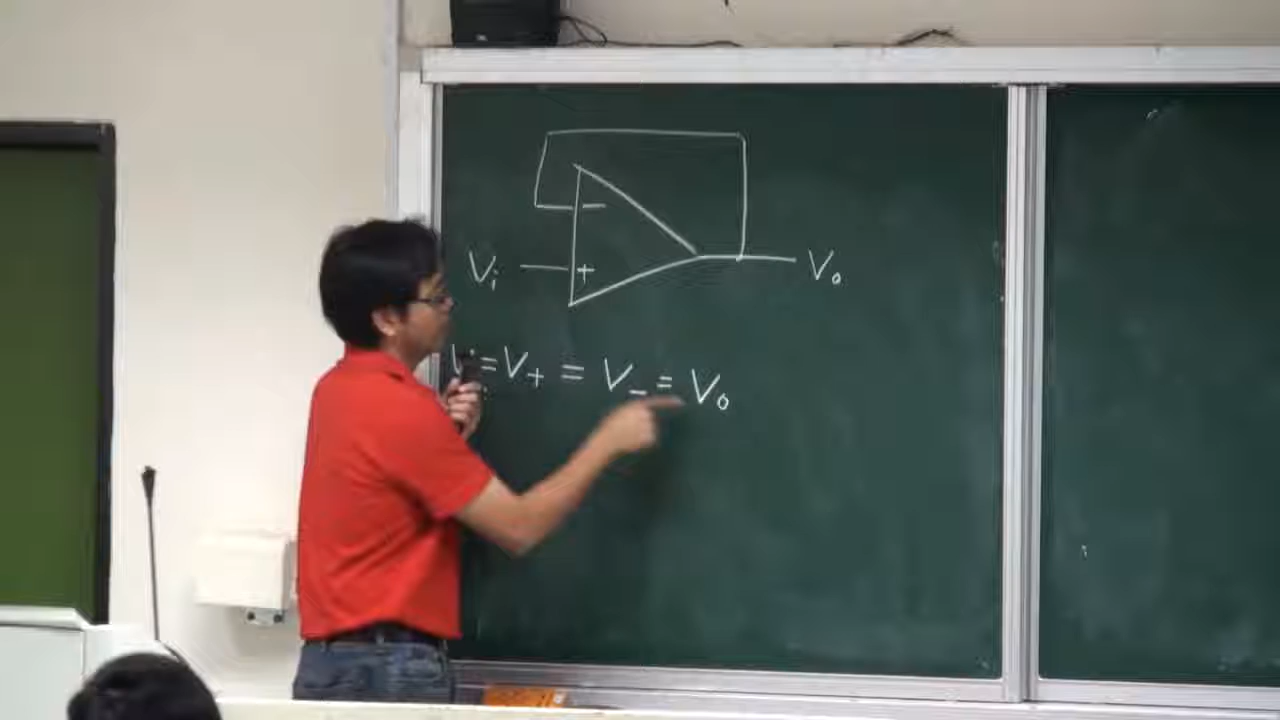 −
Vi + Vo
Vi = V+ = V− = Vo